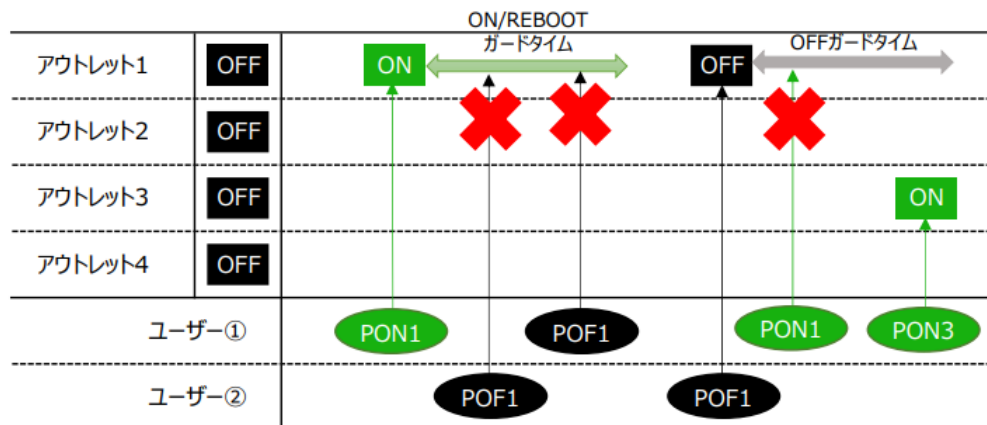 ON/REBOOT
ガードタイム
OFFガードタイム
アウトレット1 OFF ON OFF
アウトレット2 OFF
アウトレット3 OFF ON
アウトレット4 OFF
ユーザー① PON1 POF1 PON1 PON3
ユーザー② POF1 POF1